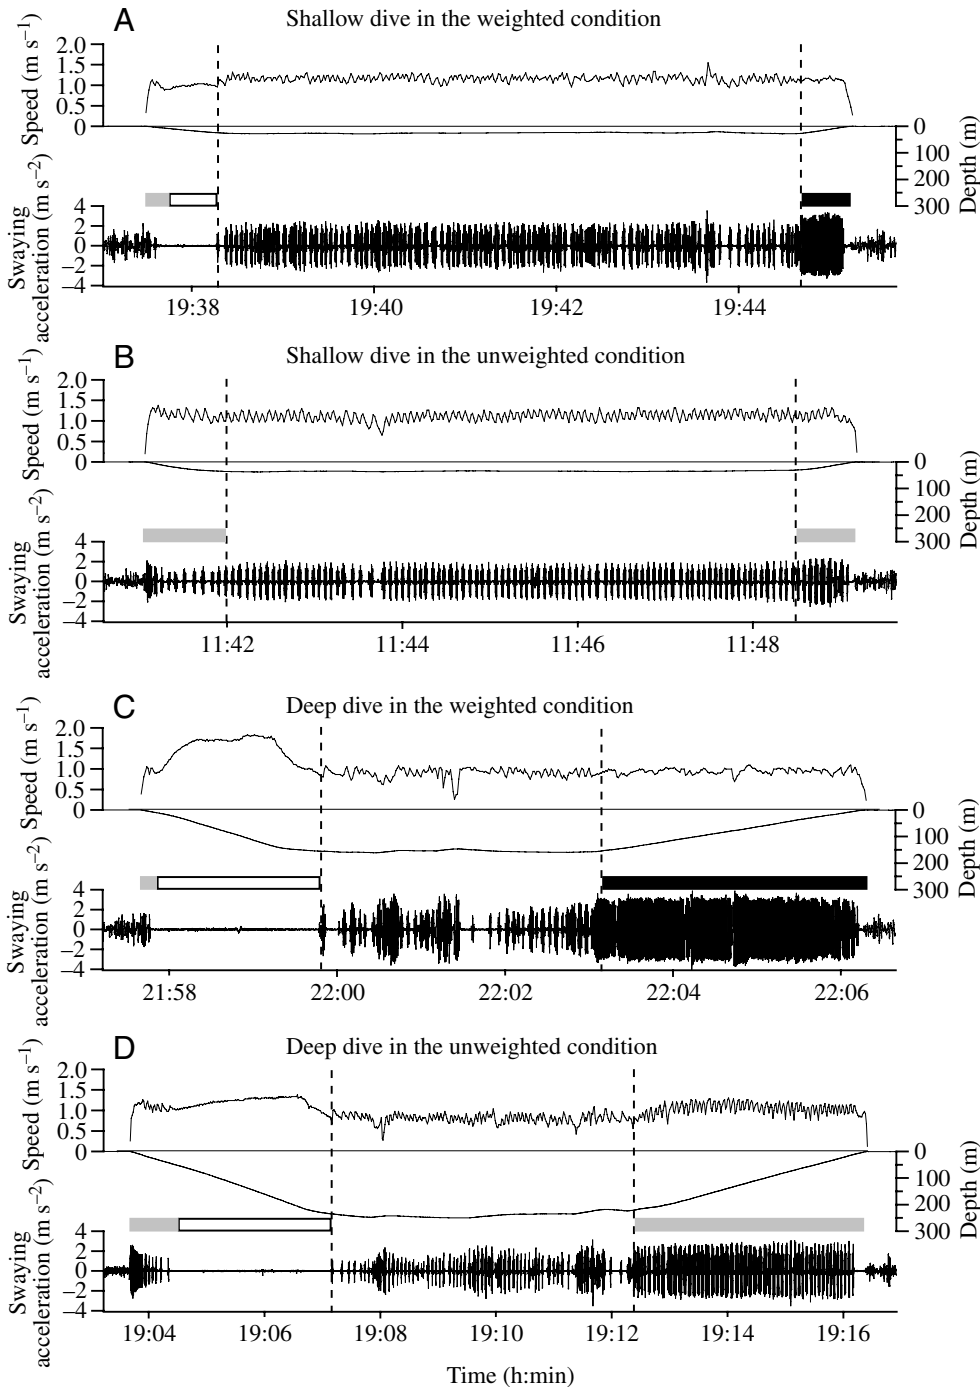 A
Shallow dive in the weighted condition
Speed (m s–1)
2.0
1.5
1.0
0.5
0
0
100
200
300
Depth (m)
Swaying
acceleration (m s–2)
4
2
0
–2
–4
19:38 19:40 19:42 19:44
B
Shallow dive in the unweighted condition
Speed (m s–1)
2.0
1.5
1.0
0.5
0
0
100
200
300
Depth (m)
Swaying
acceleration (m s–2)
4
2
0
–2
–4
11:42 11:44 11:46 11:48
C
Deep dive in the weighted condition
Speed (m s–1)
2.0
1.5
1.0
0.5
0
0
100
200
300
Depth (m)
Swaying
acceleration (m s–2)
4
2
0
–2
–4
21:58 22:00 22:02 22:04 22:06
D
Deep dive in the unweighted condition
Speed (m s–1)
2.0
1.5
1.0
0.5
0
0
100
200
300
Depth (m)
Swaying
acceleration (m s–2)
4
2
0
–2
–4
19:04 19:06 19:08 19:10 19:12 19:14 19:16
Time (h:min)